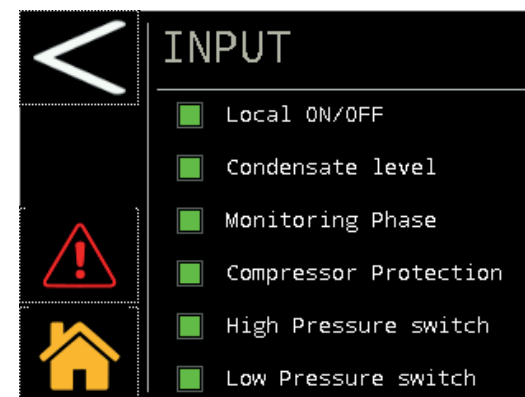 INPUT
Local ON/OFF
Condensate level
Monitoring Phase
Compressor Protection
High Pressure switch
Low Pressure switch